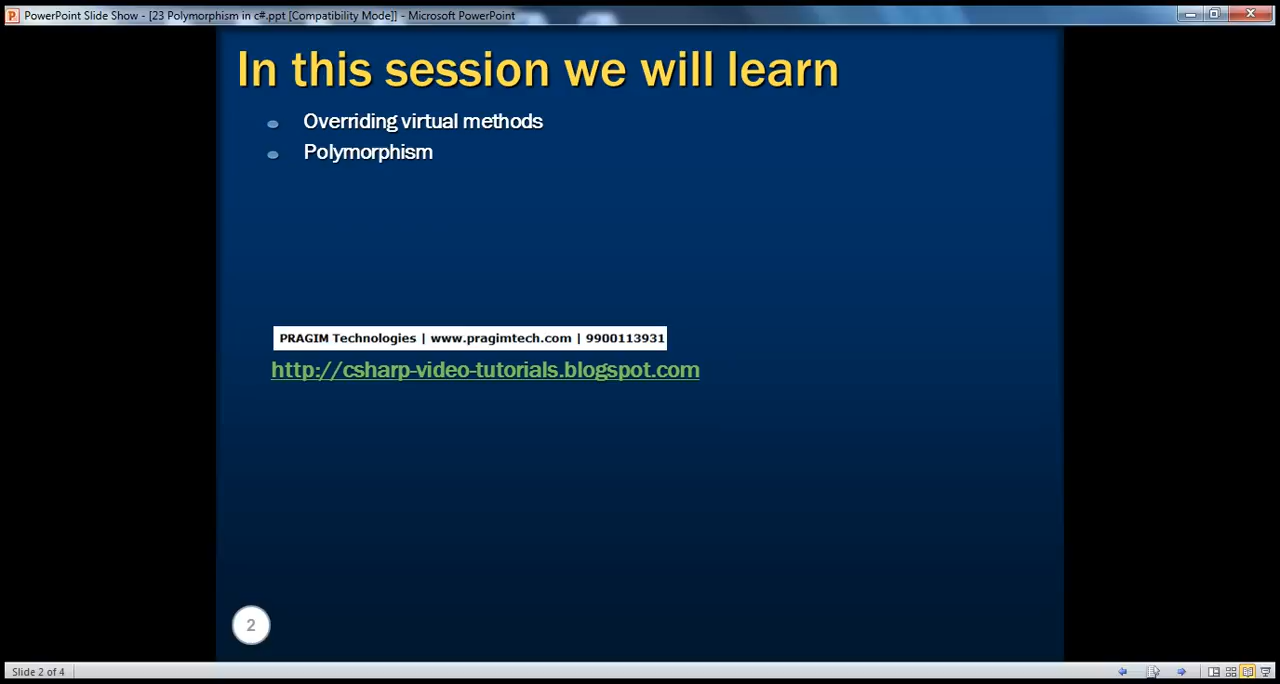 PowerPoint Slide Show - [23 Polymorphism in c#.ppt [Compatibility Mode]] - Microsoft PowerPoint
In this session we will learn
Overriding virtual methods
Polymorphism
PRAGIM Technologies | www.pragimtech.com | 9900113931
http://csharp-video-tutorials.blogspot.com
2
Slide 2 of 4